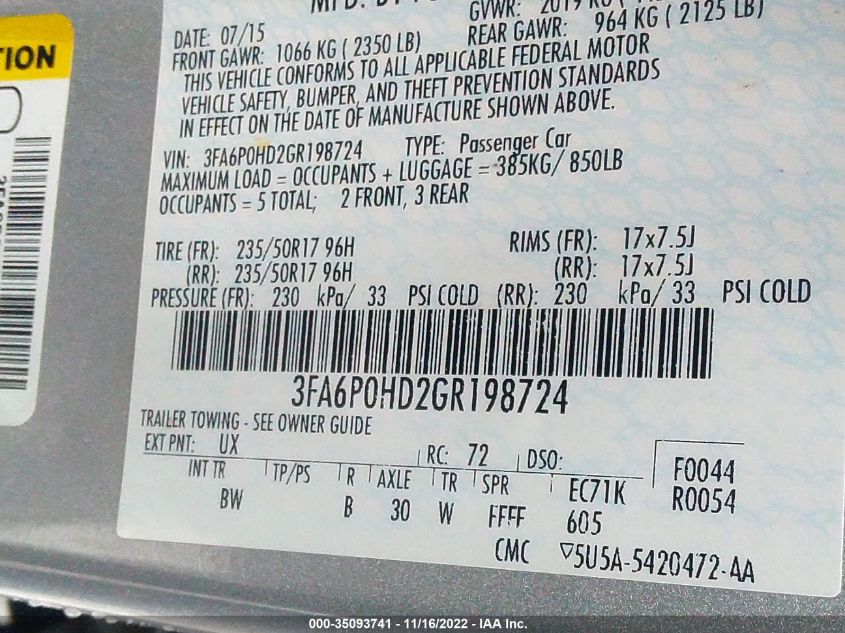 TION
MFD. BY
GVWR: 2019 KG
DATE: 07/15
REAR GAWR: 964 KG ( 2125 LB)
FRONT GAWR: 1066 KG ( 2350 LB)
THIS VEHICLE CONFORMS TO ALL APPLICABLE FEDERAL MOTOR
VEHICLE SAFETY, BUMPER, AND THEFT PREVENTION STANDARDS
IN EFFECT ON THE DATE OF MANUFACTURE SHOWN ABOVE.
VIN: 3FA6P0HD2GR198724 TYPE: Passenger Car
MAXIMUM LOAD = OCCUPANTS + LUGGAGE = 385KG/ 850LB
OCCUPANTS = 5 TOTAL; 2 FRONT, 3 REAR
TIRE (FR): 235/50R17 96H RIMS (FR): 17x7.5J
(RR): 235/50R17 96H (RR): 17x7.5J
PRESSURE (FR): 230 kPa/ 33 PSI COLD (RR): 230 kPa/ 33 PSI COLD
3FA6P0HD2GR198724
TRAILER TOWING - SEE OWNER GUIDE
EXT PNT: UX RC: 72 DSO: F0044
INT TR TP/PS R AXLE TR SPR EC71K R0054
BW B 30 W FFFF 605
CMC ▽5U5A-5420472-AA
000-35093741 - 11/16/2022 - IAA Inc.